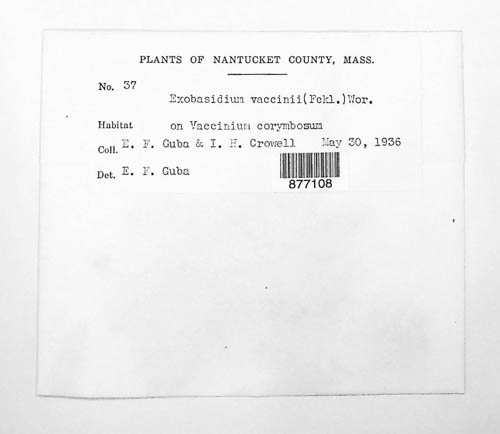 PLANTS OF NANTUCKET COUNTY, MASS.
No. 37
Exobasidium vaccinii(Fckl.)Wor.
Habitat on Vaccinium corymbosum
Coll. E. F. Guba & I. H. Crowell May 30, 1936
Det. E. F. Guba
877108